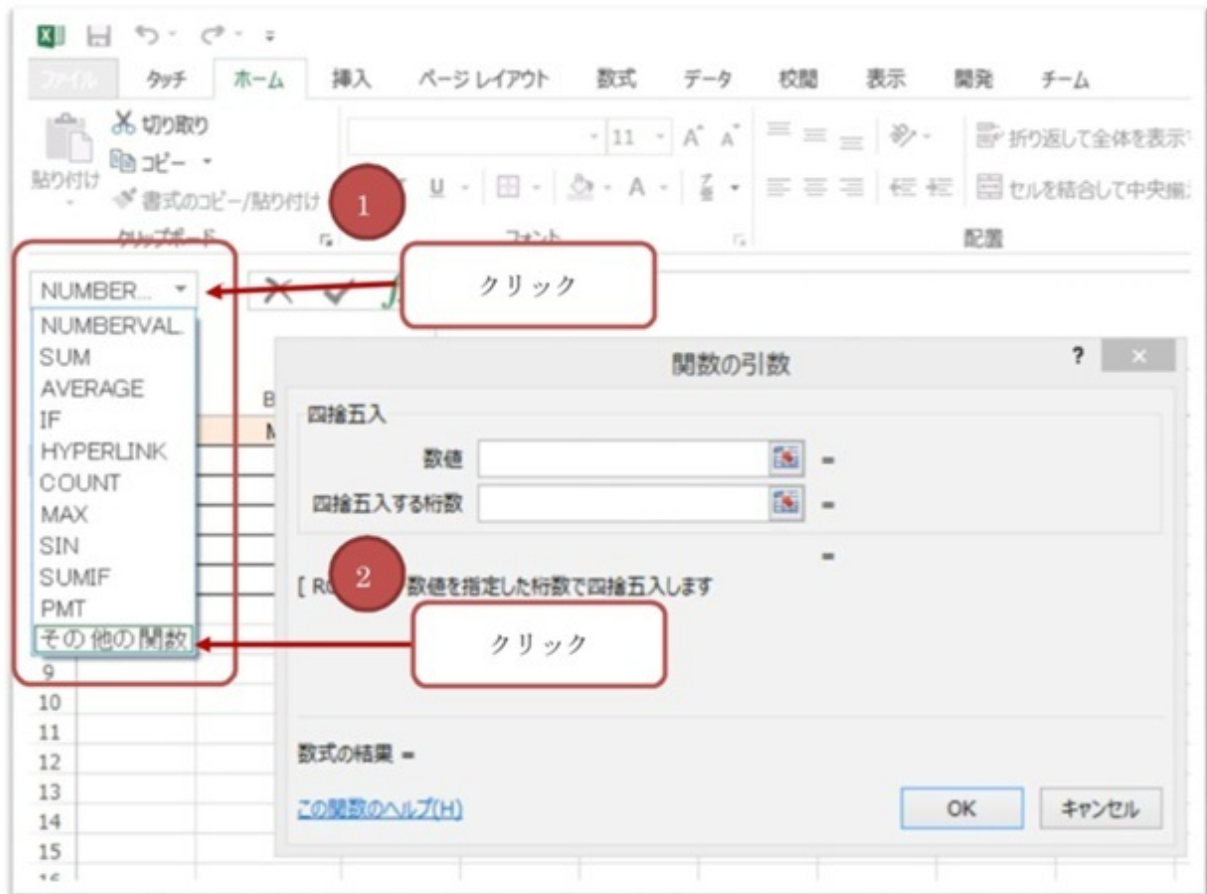 ファイル タッチ ホーム 挿入 ページ レイアウト 数式 データ 校閲 表示 開発 チーム
切り取り
コピー
貼り付け
書式のコピー/貼り付け
11 A A
折り返して全体を表示
U A
セルを結合して中央揃
クリップボード フォント 配置
1
クリック
NUMBER...
NUMBERVAL.
SUM
AVERAGE
IF
HYPERLINK
COUNT
MAX
SIN
SUMIF
PMT
その他の関数
B
関数の引数 ?
四捨五入
数値 =
四捨五入する桁数 =
=
2
[ 数値を指定した桁数で四捨五入します
クリック
数式の結果 =
この関数のヘルプ(H)
OK キャンセル
9
10
11
12
13
14
15